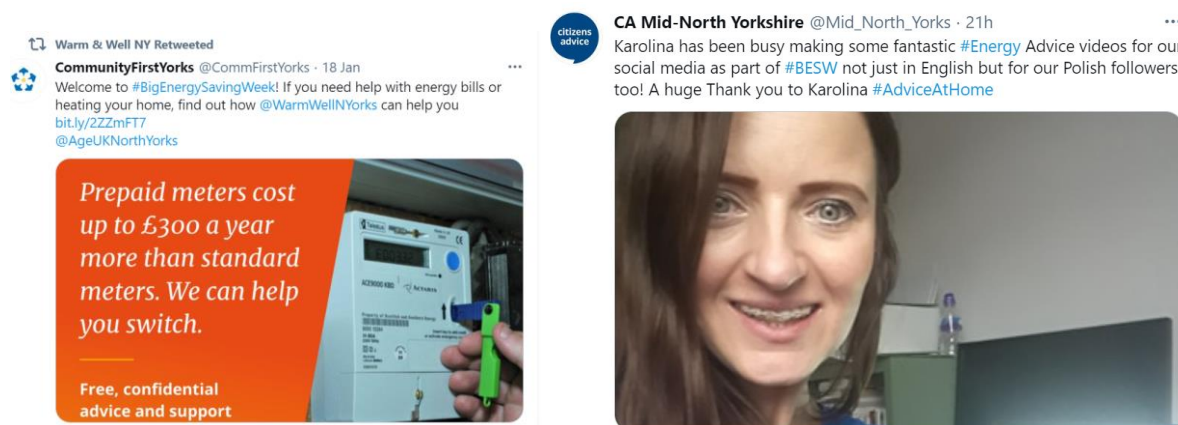 Warm & Well NY Retweeted
CommunityFirstYorks @CommFirstYorks · 18 Jan
Welcome to #BigEnergySavingWeek! If you need help with energy bills or
heating your home, find out how @WarmWellNYorks can help you
bit.ly/2ZZmFT7
@AgeUKNorthYorks
Prepaid meters cost
up to £300 a year
more than standard
meters. We can help
you switch.
Free, confidential
advice and support
ACE9000 KBD
ACTARIS
citizens
advice
CA Mid-North Yorkshire @Mid_North_Yorks · 21h
Karolina has been busy making some fantastic #Energy Advice videos for our
social media as part of #BESW not just in English but for our Polish followers
too! A huge Thank you to Karolina #AdviceAtHome